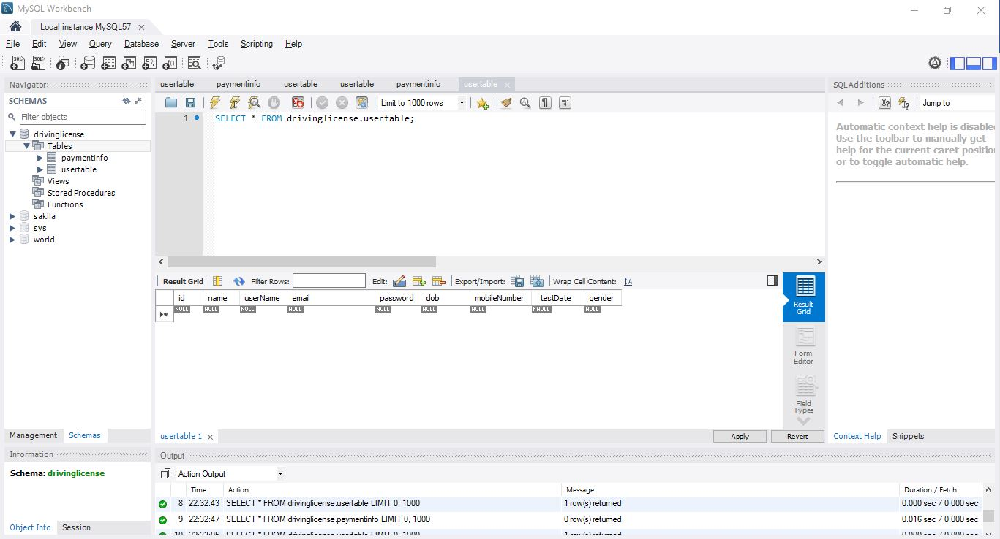 MySQL Workbench
Local instance MySQL57
File Edit View Query Database Server Tools Scripting Help
Navigator
SCHEMAS
Filter objects
drivinglicense
Tables
paymentinfo
usertable
Views
Stored Procedures
Functions
sakila
sys
world
Management Schemas
Information
Schema: drivinglicense
Object Info Session
usertable paymentinfo usertable usertable paymentinfo usertable
Limit to 1000 rows
1 SELECT * FROM drivinglicense.usertable;
Result Grid Filter Rows: Edit: Export/Import: Wrap Cell Content:
id name userName email password dob mobileNumber testDate gender
NULL NULL NULL NULL NULL NULL NULL NULL NULL
Result
Grid
Form
Editor
Field
Types
usertable 1 Apply Revert
SQLAdditions
Jump to
Automatic context help is disabled
Use the toolbar to manually get
help for the current caret position
or to toggle automatic help.
Context Help Snippets
Output
Action Output
Time Action Message Duration / Fetch
8 22:32:43 SELECT * FROM drivinglicense.usertable LIMIT 0, 1000 1 row(s) returned 0.000 sec / 0.000 sec
9 22:32:47 SELECT * FROM drivinglicense.paymentinfo LIMIT 0, 1000 0 row(s) returned 0.016 sec / 0.000 sec